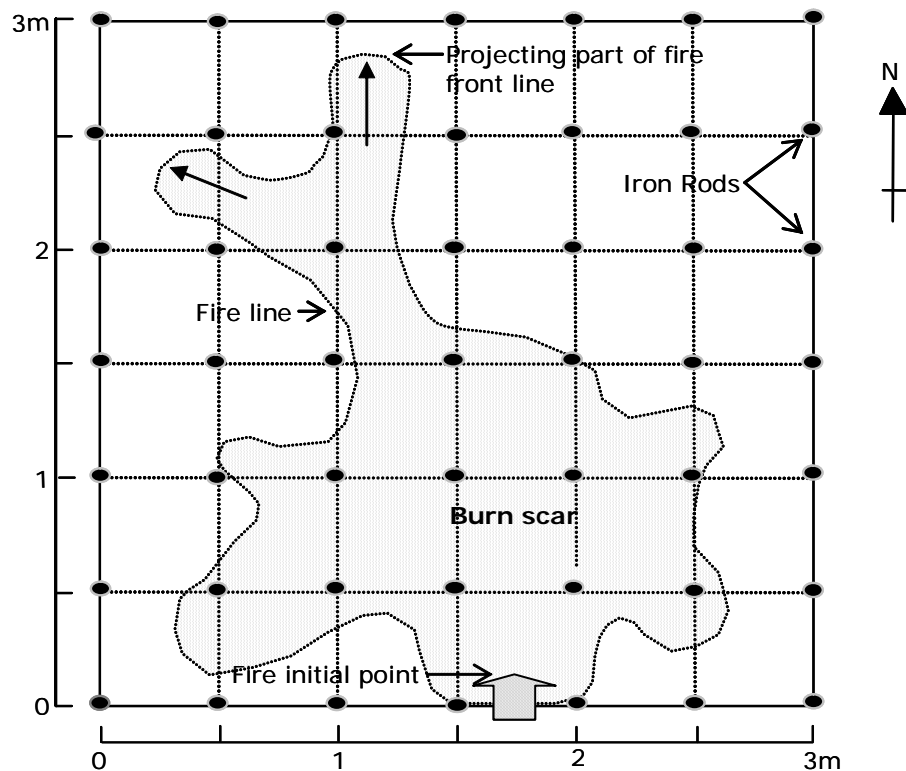 3m
Projecting part of fire
front line
N
Iron Rods
2
Fire line
1
Burn scar
Fire initial point
0
0
1
2
3m